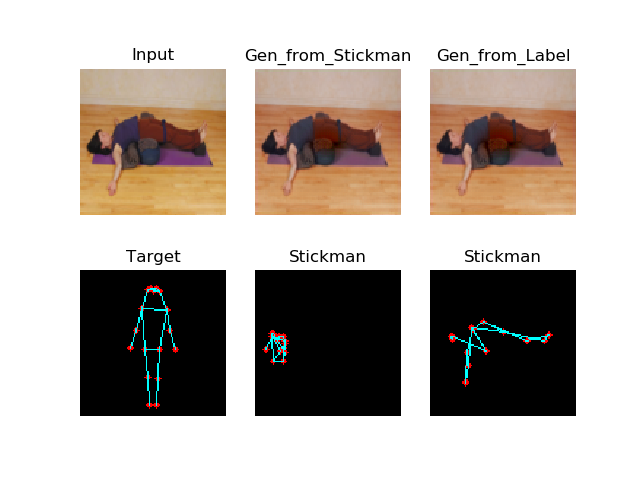 Input
Gen_from_Stickman
Gen_from_Label
Target
Stickman
Stickman